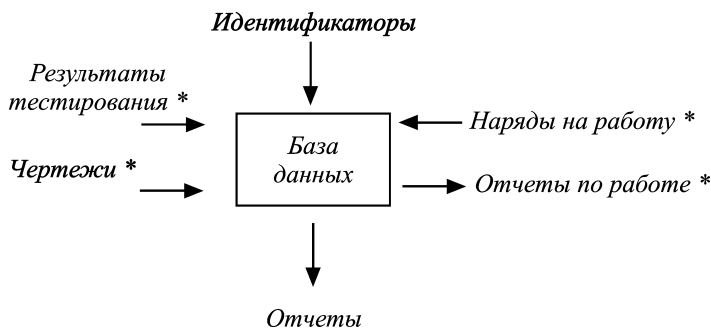 Идентификаторы
Результаты
тестирования *
Наряды на работу *
База
данных
Чертежи *
Отчеты по работе *
Отчеты